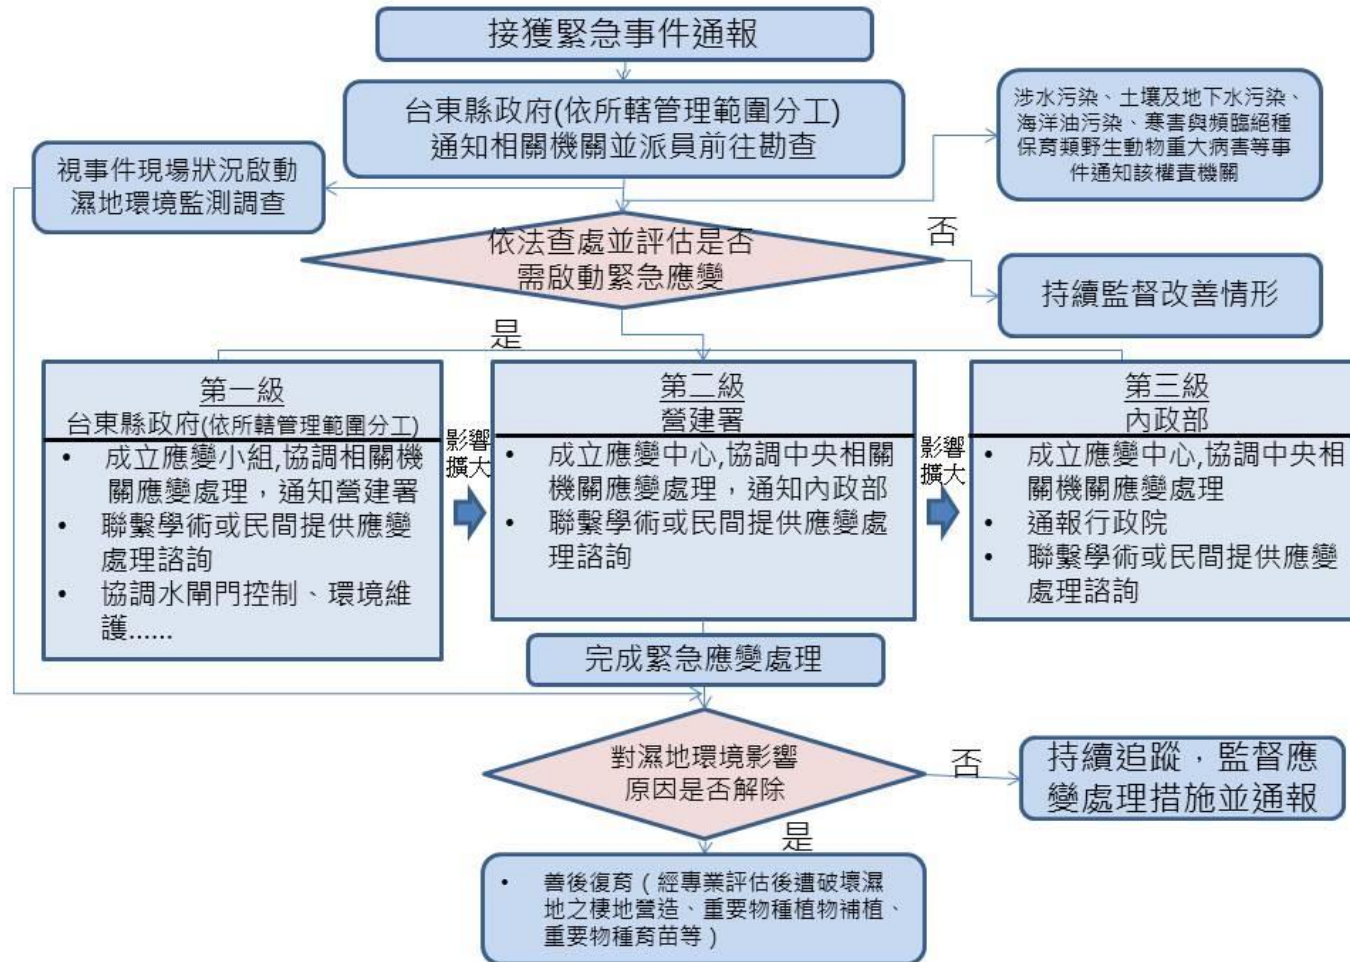 接獲緊急事件通報
台東縣政府(依所轄管理範圍分工)
通知相關機關並派員前往勘查
涉水污染、土壤及地下水污染、
海洋油污染、寒害與頻臨絕種
保育類野生動物重大病害等事
件通知該權責機關
視事件現場狀況啟動
濕地環境監測調查
依法查處並評估是否
需啟動緊急應變
否
持續監督改善情形
是
第一級
台東縣政府(依所轄管理範圍分工)
• 成立應變小組,協調相關機
關應變處理，通知營建署
• 聯繫學術或民間提供應變
處理諮詢
• 協調水閘門控制、環境維
護......
影響
擴大
第二級
營建署
• 成立應變中心,協調中央相關
機關應變處理，通知內政部
• 聯繫學術或民間提供應變處
理諮詢
影響
擴大
第三級
內政部
• 成立應變中心,協調中央相
關機關應變處理
• 通報行政院
• 聯繫學術或民間提供應變
處理諮詢
完成緊急應變處理
對濕地環境影響
原因是否解除
否
持續追蹤，監督應
變處理措施並通報
是
• 善後復育（經專業評估後遭破壞濕
地之棲地營造、重要物種植物補植、
重要物種育苗等）